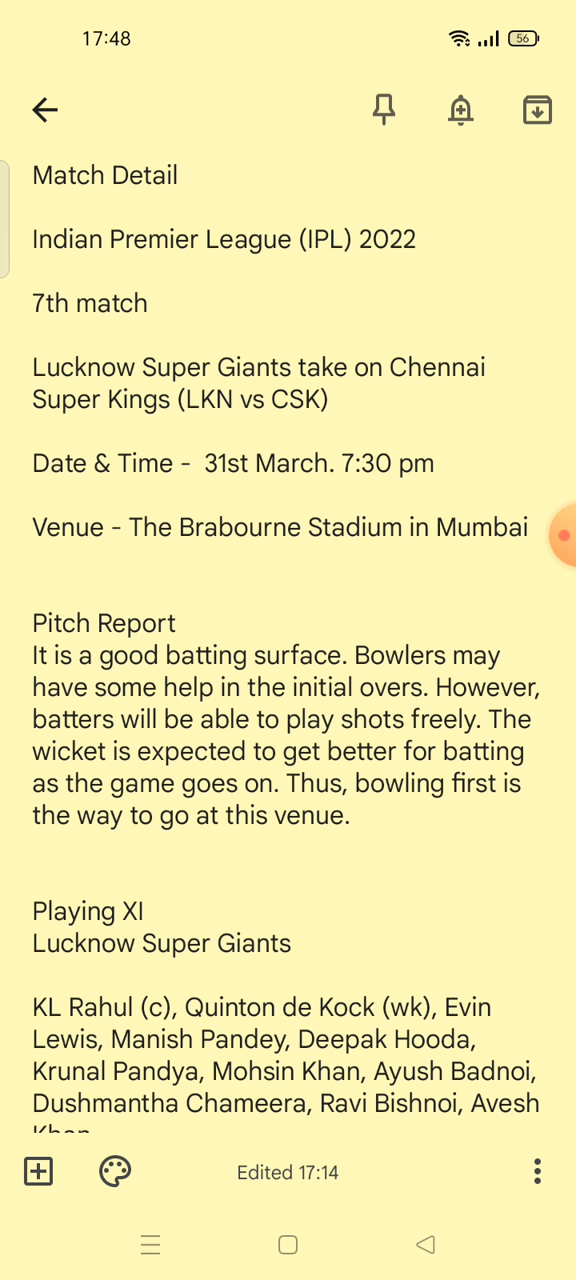 17:48
56
Match Detail
Indian Premier League (IPL) 2022
7th match
Lucknow Super Giants take on Chennai
Super Kings (LKN vs CSK)
Date & Time -  31st March. 7:30 pm
Venue - The Brabourne Stadium in Mumbai
Pitch Report
It is a good batting surface. Bowlers may
have some help in the initial overs. However,
batters will be able to play shots freely. The
wicket is expected to get better for batting
as the game goes on. Thus, bowling first is
the way to go at this venue.
Playing XI
Lucknow Super Giants
KL Rahul (c), Quinton de Kock (wk), Evin
Lewis, Manish Pandey, Deepak Hooda,
Krunal Pandya, Mohsin Khan, Ayush Badnoi,
Dushmantha Chameera, Ravi Bishnoi, Avesh
Khan
Edited 17:14